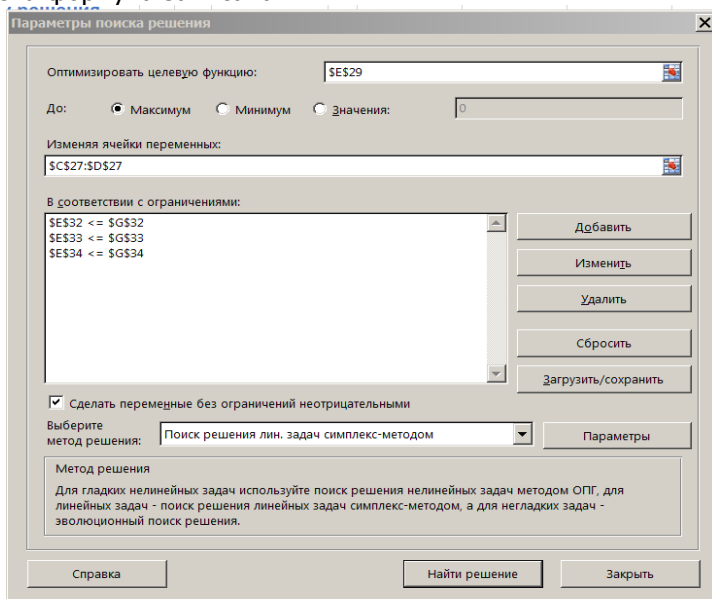 Параметры поиска решения
Оптимизировать целевую функцию: $E$29
До: Максимум Минимум Значения: 0
Изменяя ячейки переменных:
$C$27:$D$27
В соответствии с ограничениями:
$E$32 <= $G$32
$E$33 <= $G$33
$E$34 <= $G$34
Добавить
Изменить
Удалить
Сбросить
Загрузить/сохранить
Сделать переменные без ограничений неотрицательными
Выберите
метод решения: Поиск решения лин. задач симплекс-методом Параметры
Метод решения
Для гладких нелинейных задач используйте поиск решения нелинейных задач методом ОПГ, для
линейных задач - поиск решения линейных задач симплекс-методом, а для негладких задач -
эволюционный поиск решения.
Справка Найти решение Закрыть